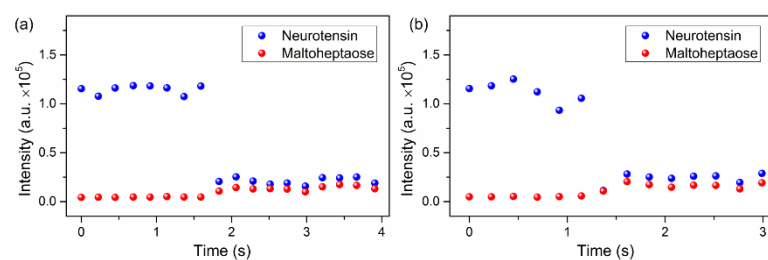 (a)
Neurotensin
Maltoheptaose
Intensity (a.u. ×10⁵)
1.5
1.0
0.5
0.0
0 1 2 3 4
Time (s)
(b)
Neurotensin
Maltoheptaose
Intensity (a.u. ×10⁵)
1.5
1.0
0.5
0.0
0 1 2 3
Time (s)